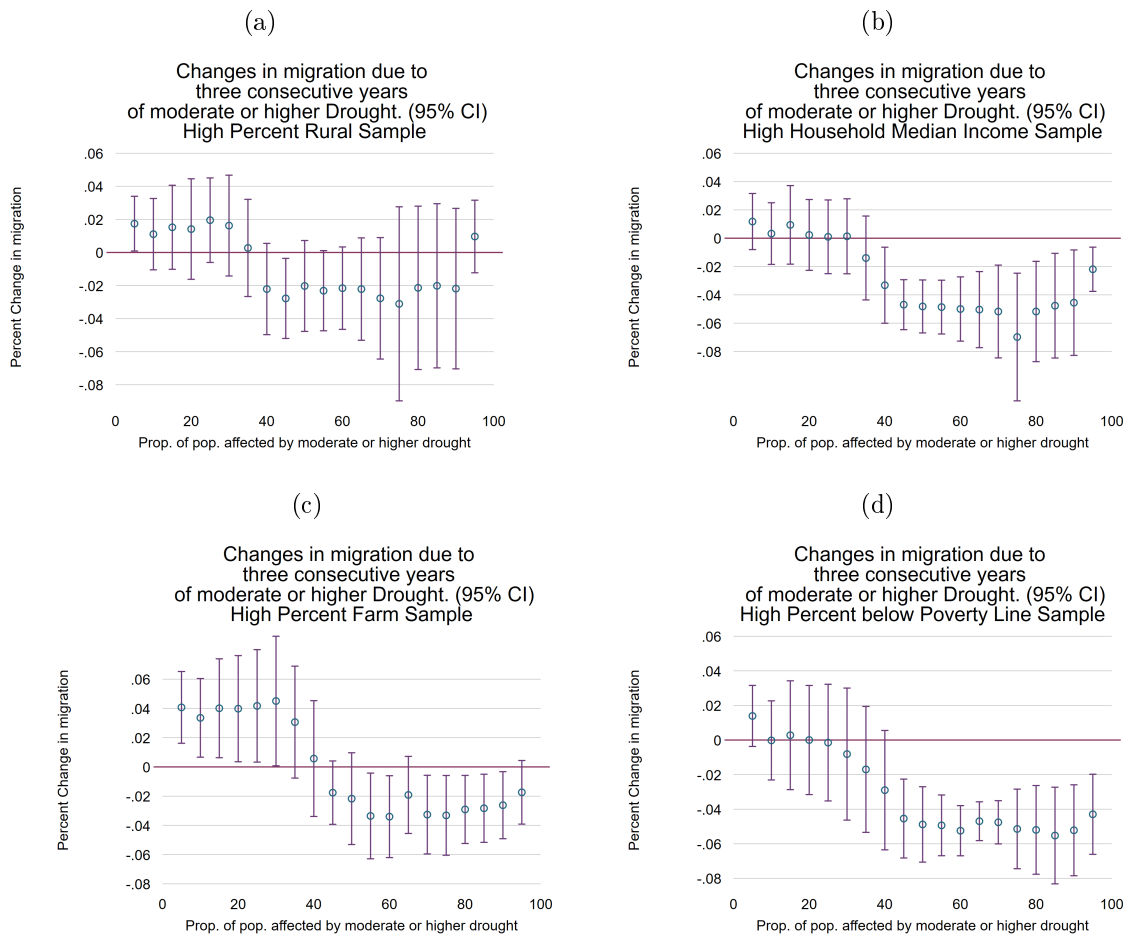 (a)
Changes in migration due to
three consecutive years
of moderate or higher Drought. (95% CI)
High Percent Rural Sample
Percent Change in migration
.06
.04
.02
0
-.02
-.04
-.06
-.08
0 20 40 60 80 100
Prop. of pop. affected by moderate or higher drought
(b)
Changes in migration due to
three consecutive years
of moderate or higher Drought. (95% CI)
High Household Median Income Sample
Percent Change in migration
.06
.04
.02
0
-.02
-.04
-.06
-.08
0 20 40 60 80 100
Prop. of pop. affected by moderate or higher drought
(c)
Changes in migration due to
three consecutive years
of moderate or higher Drought. (95% CI)
High Percent Farm Sample
Percent Change in migration
.06
.04
.02
0
-.02
-.04
-.06
-.08
0 20 40 60 80 100
Prop. of pop. affected by moderate or higher drought
(d)
Changes in migration due to
three consecutive years
of moderate or higher Drought. (95% CI)
High Percent below Poverty Line Sample
Percent Change in migration
.06
.04
.02
0
-.02
-.04
-.06
-.08
0 20 40 60 80 100
Prop. of pop. affected by moderate or higher drought